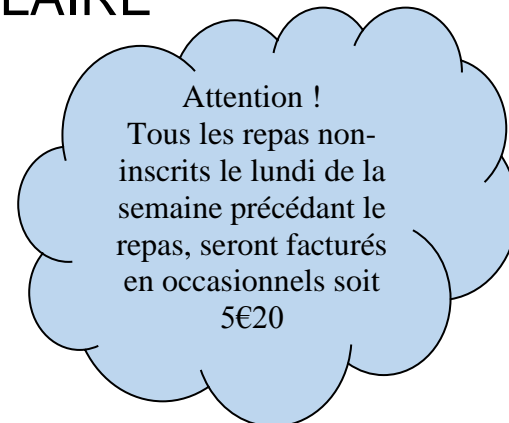 LAIRE
Attention !
Tous les repas non-
inscrits le lundi de la
semaine précédant le
repas, seront facturés
en occasionnels soit
5€20